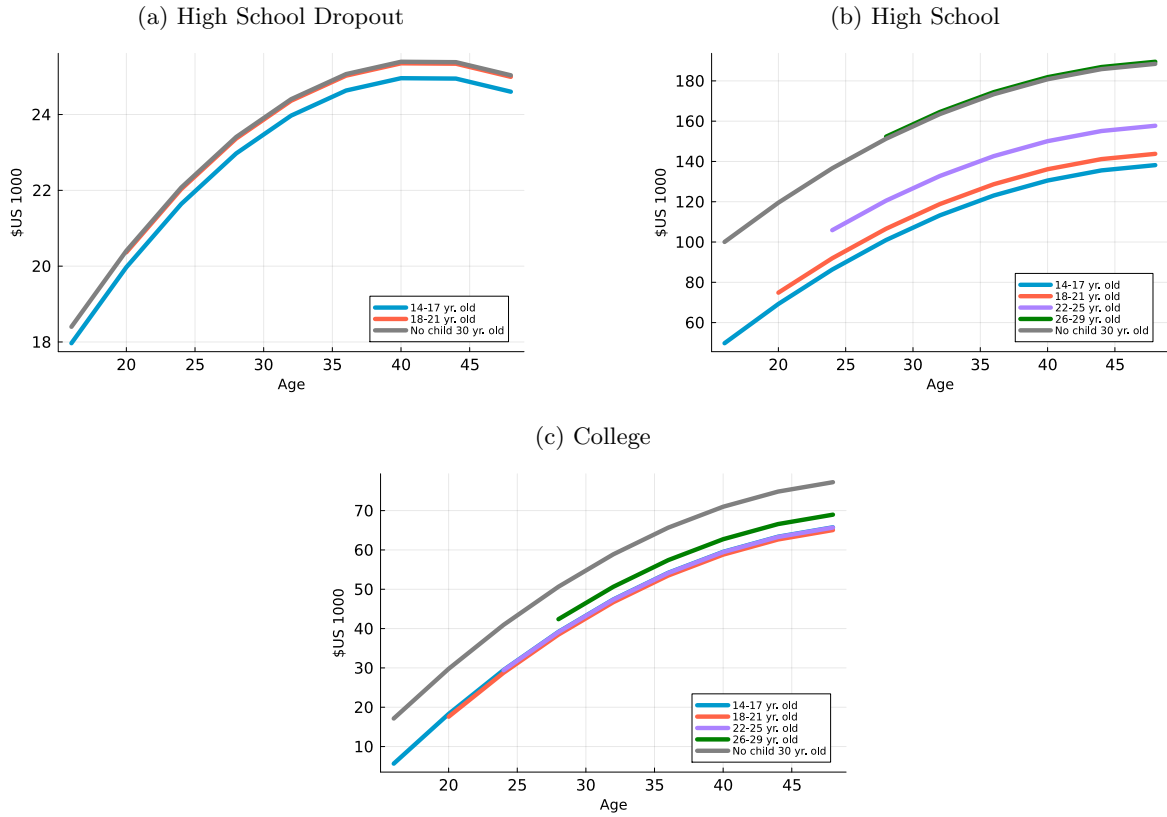 (a) High School Dropout
24
22
20
18
$US 1000
20 25 30 35 40 45
Age
14-17 yr. old
18-21 yr. old
No child 30 yr. old
(b) High School
180
160
140
120
100
80
60
$US 1000
20 25 30 35 40 45
Age
14-17 yr. old
18-21 yr. old
22-25 yr. old
26-29 yr. old
No child 30 yr. old
(c) College
70
60
50
40
30
20
10
$US 1000
20 25 30 35 40 45
Age
14-17 yr. old
18-21 yr. old
22-25 yr. old
26-29 yr. old
No child 30 yr. old